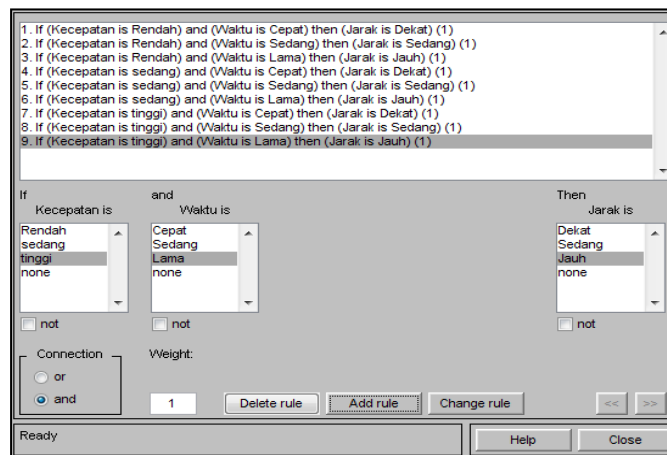 1. If (Kecepatan is Rendah) and (Waktu is Cepat) then (Jarak is Dekat) (1)
2. If (Kecepatan is Rendah) and (Waktu is Sedang) then (Jarak is Sedang) (1)
3. If (Kecepatan is Rendah) and (Waktu is Lama) then (Jarak is Jauh) (1)
4. If (Kecepatan is sedang) and (Waktu is Cepat) then (Jarak is Dekat) (1)
5. If (Kecepatan is sedang) and (Waktu is Sedang) then (Jarak is Sedang) (1)
6. If (Kecepatan is sedang) and (Waktu is Lama) then (Jarak is Jauh) (1)
7. If (Kecepatan is tinggi) and (Waktu is Cepat) then (Jarak is Dekat) (1)
8. If (Kecepatan is tinggi) and (Waktu is Sedang) then (Jarak is Sedang) (1)
9. If (Kecepatan is tinggi) and (Waktu is Lama) then (Jarak is Jauh) (1)
If and Then
Kecepatan is Waktu is Jarak is
Rendah Cepat Dekat
sedang Sedang Sedang
tinggi Lama Jauh
none none none
not not not
Connection Weight:
or
and 1 Delete rule Add rule Change rule << >>
Ready Help Close